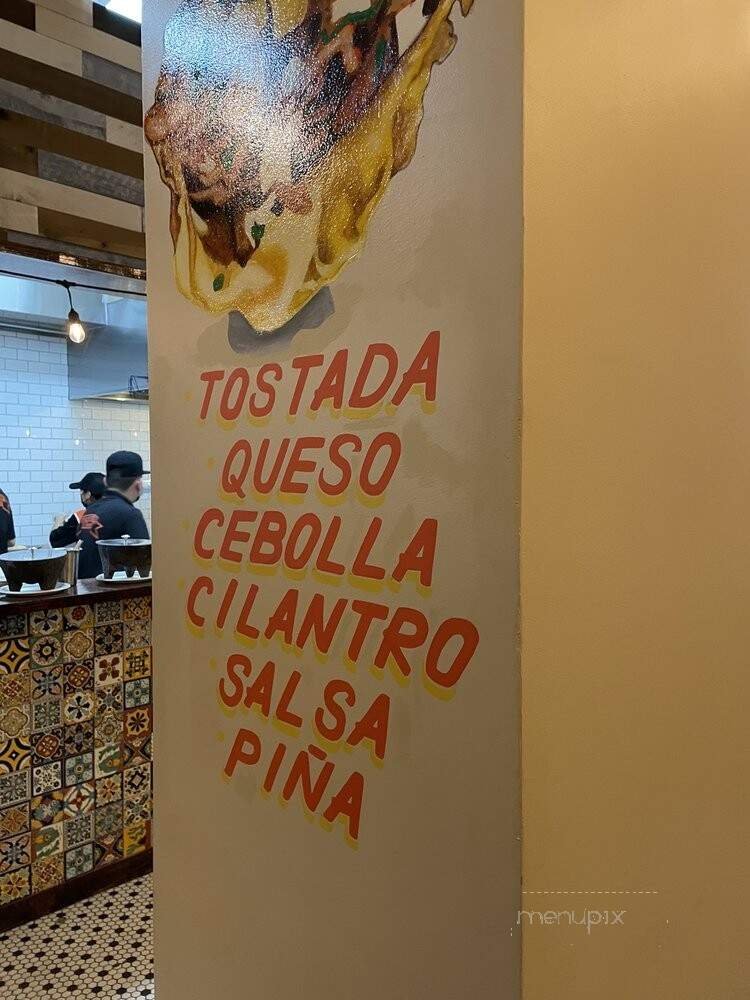 TOSTADA
QUESO
CEBOLLA
CILANTRO
SALSA
PIÑA
menupix